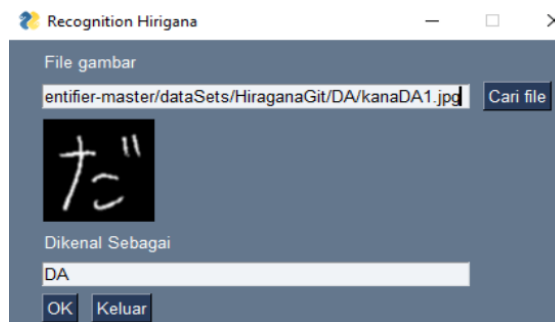 Recognition Hirigana
File gambar
entifier-master/dataSets/HiraganaGit/DA/kanaDA1.jpg
Cari file
だ
Dikenal Sebagai
DA
OK
Keluar